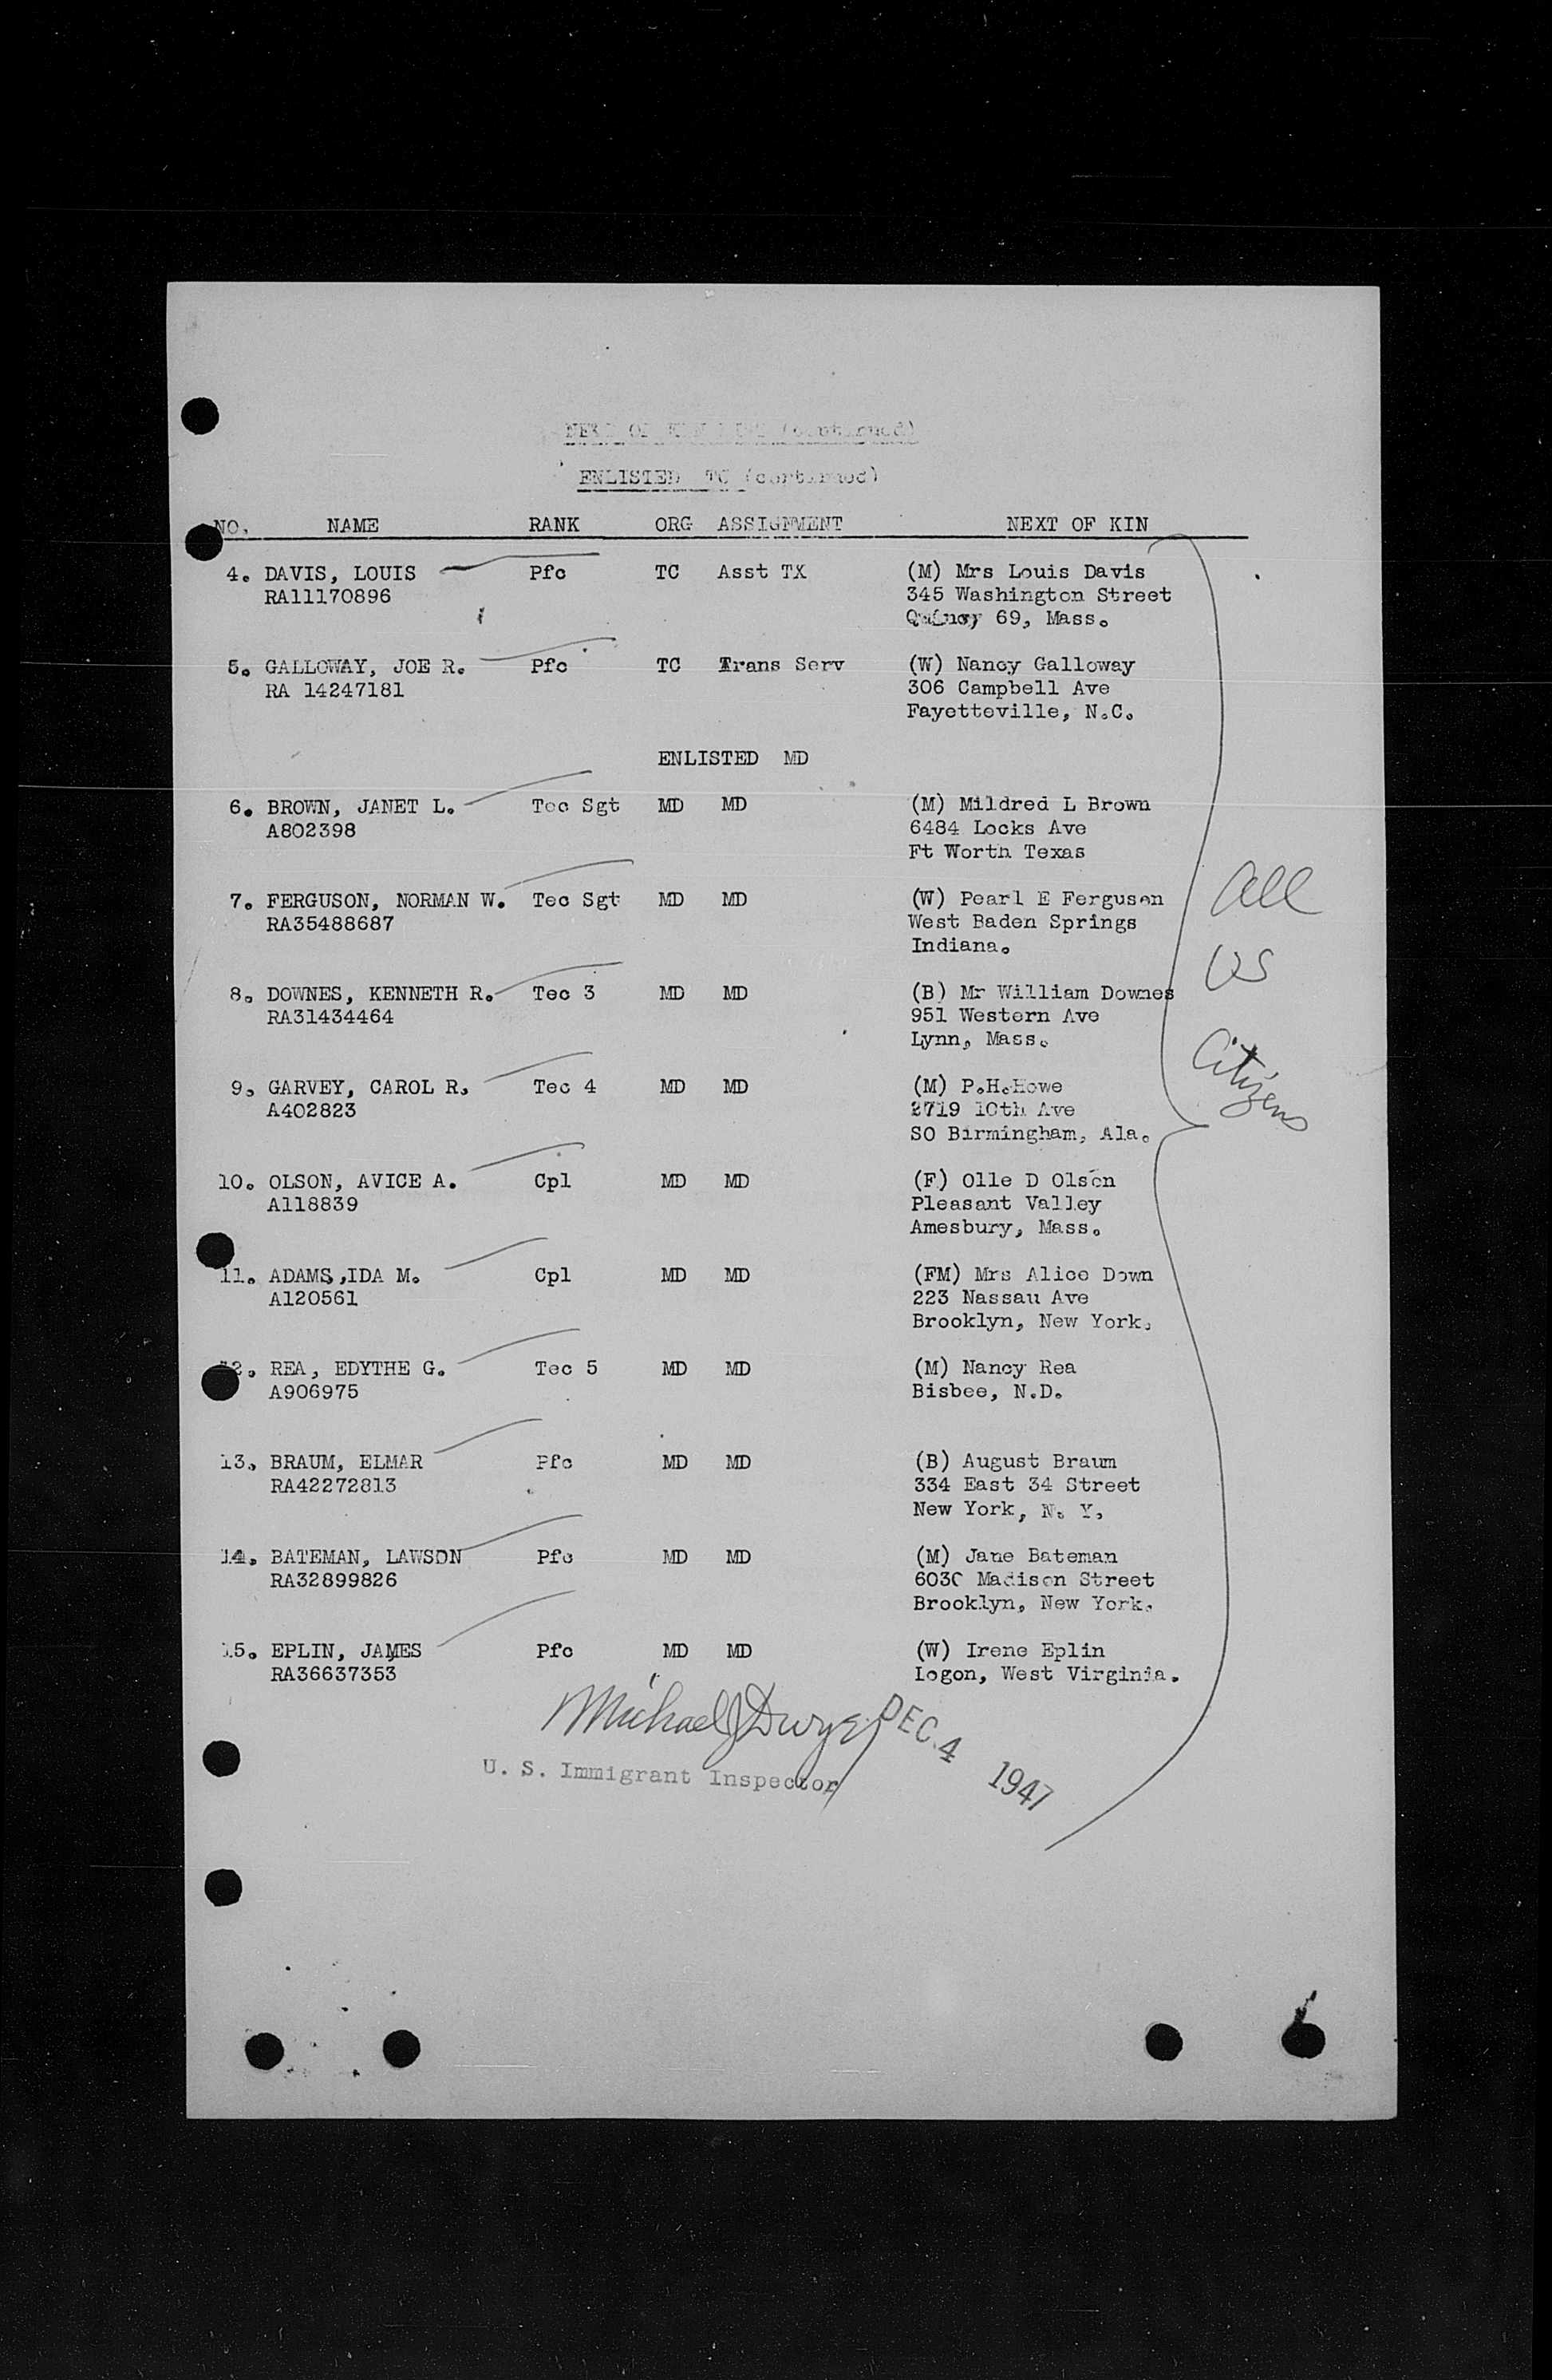 NEXT OF KIN LIST (continued)
ENLISTED TC (continued)
NO. NAME RANK ORG ASSIGNMENT NEXT OF KIN
4. DAVIS, LOUIS Pfc TC Asst TX (M) Mrs Louis Davis
RA11170896 345 Washington Street
Quincy 69, Mass.
5. GALLOWAY, JOE R. Pfc TC Trans Serv (W) Nancy Galloway
RA 14247181 306 Campbell Ave
Fayetteville, N.C.
ENLISTED MD
6. BROWN, JANET L. Tec Sgt MD MD (M) Mildred L Brown
A802398 6484 Locks Ave
Ft Worth Texas
7. FERGUSON, NORMAN W. Tec Sgt MD MD (W) Pearl E Ferguson
RA35488687 West Baden Springs
Indiana.
8. DOWNES, KENNETH R. Tec 3 MD MD (B) Mr William Downes
RA31434464 951 Western Ave
Lynn, Mass.
9. GARVEY, CAROL R. Tec 4 MD MD (M) P.H.Howe
A402823 2719 10th Ave
SO Birmingham, Ala.
10. OLSON, AVICE A. Cpl MD MD (F) Olle D Olson
A118839 Pleasant Valley
Amesbury, Mass.
11. ADAMS,IDA M. Cpl MD MD (FM) Mrs Alice Down
A120561 223 Nassau Ave
Brooklyn, New York.
12. REA, EDYTHE G. Tec 5 MD MD (M) Nancy Rea
A906975 Bisbee, N.D.
13. BRAUM, ELMAR Pfc MD MD (B) August Braum
RA42272813 334 East 34 Street
New York, N. Y.
14. BATEMAN, LAWSON Pfc MD MD (M) Jane Bateman
RA32899826 6030 Madison Street
Brooklyn, New York.
15. EPLIN, JAMES Pfc MD MD (W) Irene Eplin
RA36637353 Logon, West Virginia.
All
US
Citizens
Michael J Dwyer DEC. 4 1947
U. S. Immigrant Inspector